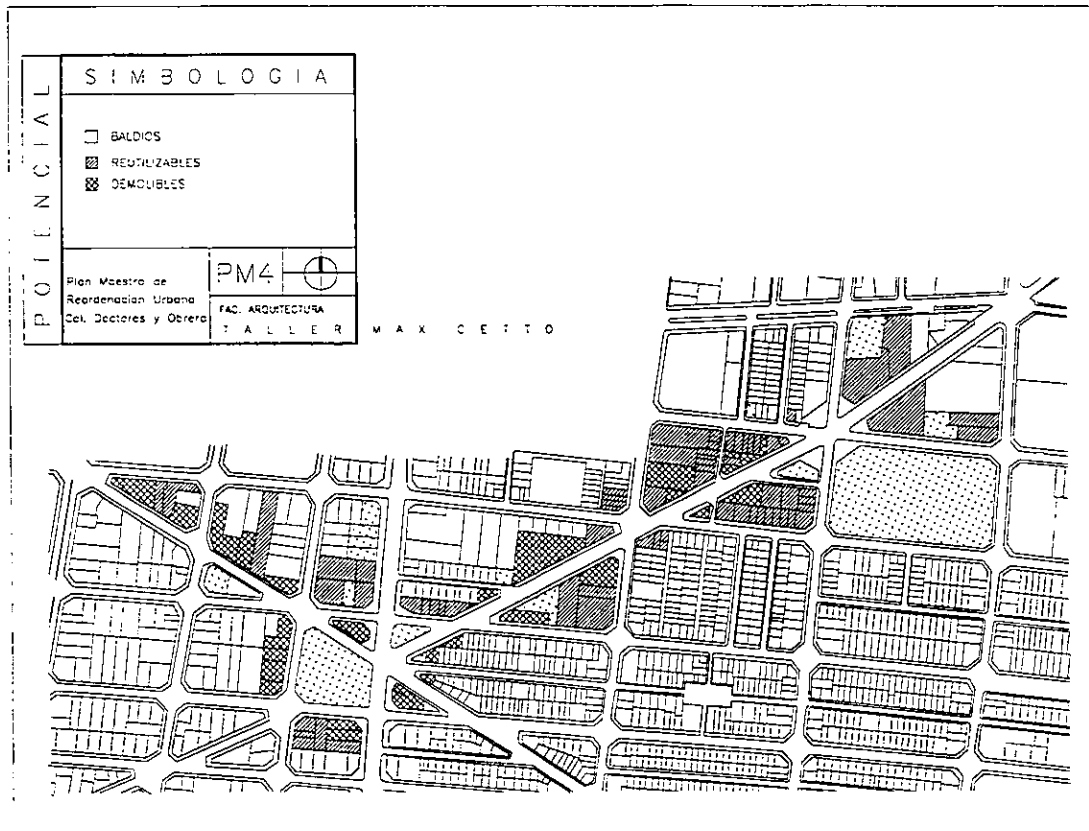 POTENCIAL
SIMBOLOGIA
BALDIOS
REUTILIZABLES
DEMOLIBLES
Plan Maestro de
Reordenacion Urbana
Col. Doctores y Obrera
PM4
FAC. ARQUITECTURA
TALLER MAX CETTO